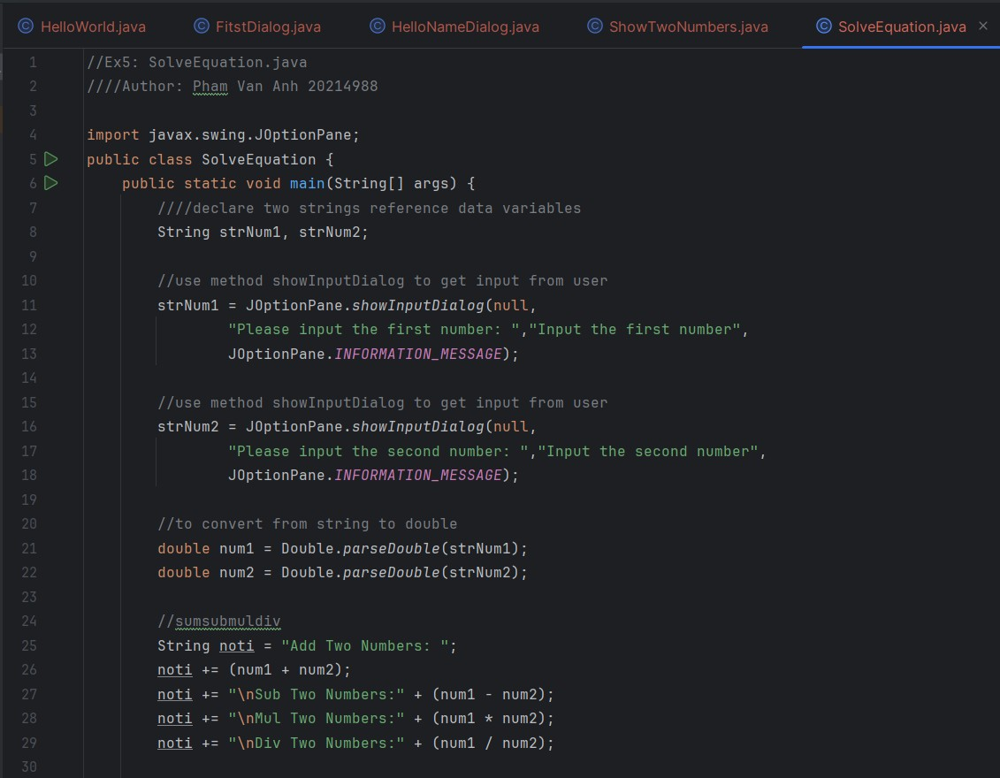 HelloWorld.java FitstDialog.java HelloNameDialog.java ShowTwoNumbers.java SolveEquation.java
1 //Ex5: SolveEquation.java
2 ////Author: Pham Van Anh 20214988
3
4 import javax.swing.JOptionPane;
5 public class SolveEquation {
6 public static void main(String[] args) {
7 ////declare two strings reference data variables
8 String strNum1, strNum2;
9
10 //use method showInputDialog to get input from user
11 strNum1 = JOptionPane.showInputDialog(null,
12 "Please input the first number: ","Input the first number",
13 JOptionPane.INFORMATION_MESSAGE);
14
15 //use method showInputDialog to get input from user
16 strNum2 = JOptionPane.showInputDialog(null,
17 "Please input the second number: ","Input the second number",
18 JOptionPane.INFORMATION_MESSAGE);
19
20 //to convert from string to double
21 double num1 = Double.parseDouble(strNum1);
22 double num2 = Double.parseDouble(strNum2);
23
24 //sumsubmuldiv
25 String noti = "Add Two Numbers: ";
26 noti += (num1 + num2);
27 noti += "\nSub Two Numbers:" + (num1 - num2);
28 noti += "\nMul Two Numbers:" + (num1 * num2);
29 noti += "\nDiv Two Numbers:" + (num1 / num2);
30